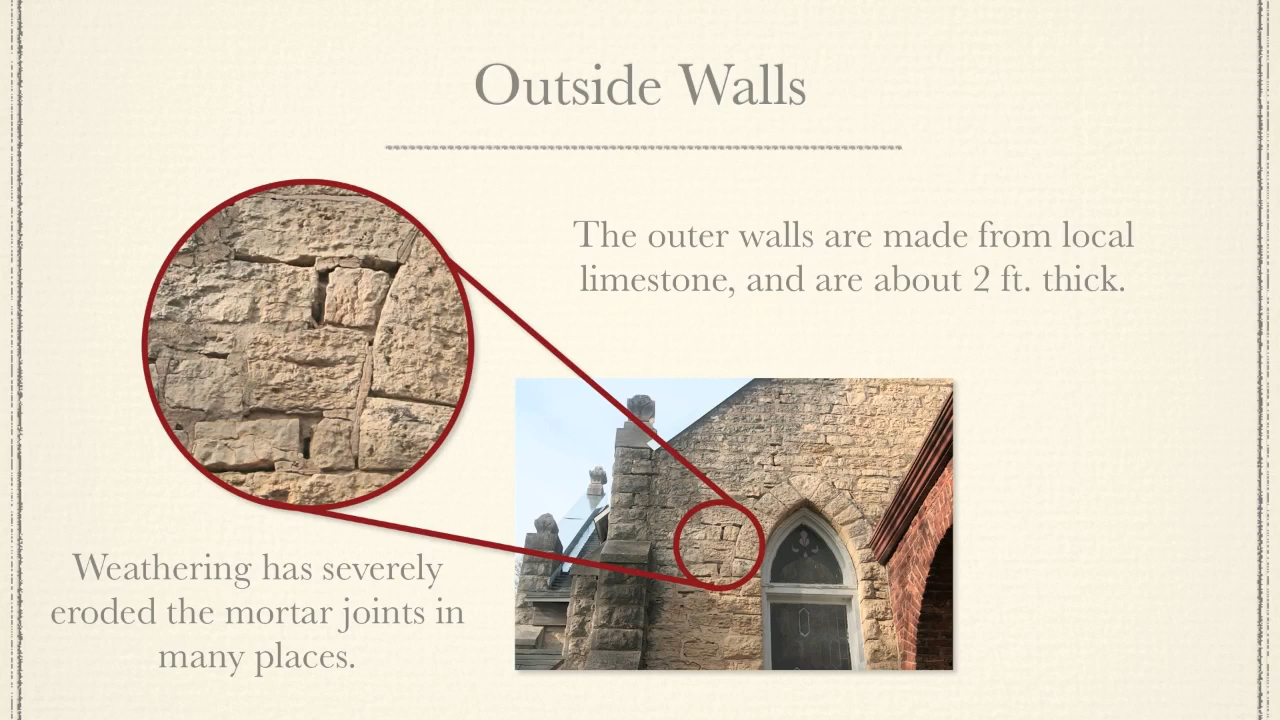 Outside Walls
The outer walls are made from local
limestone, and are about 2 ft. thick.
Weathering has severely
eroded the mortar joints in
many places.